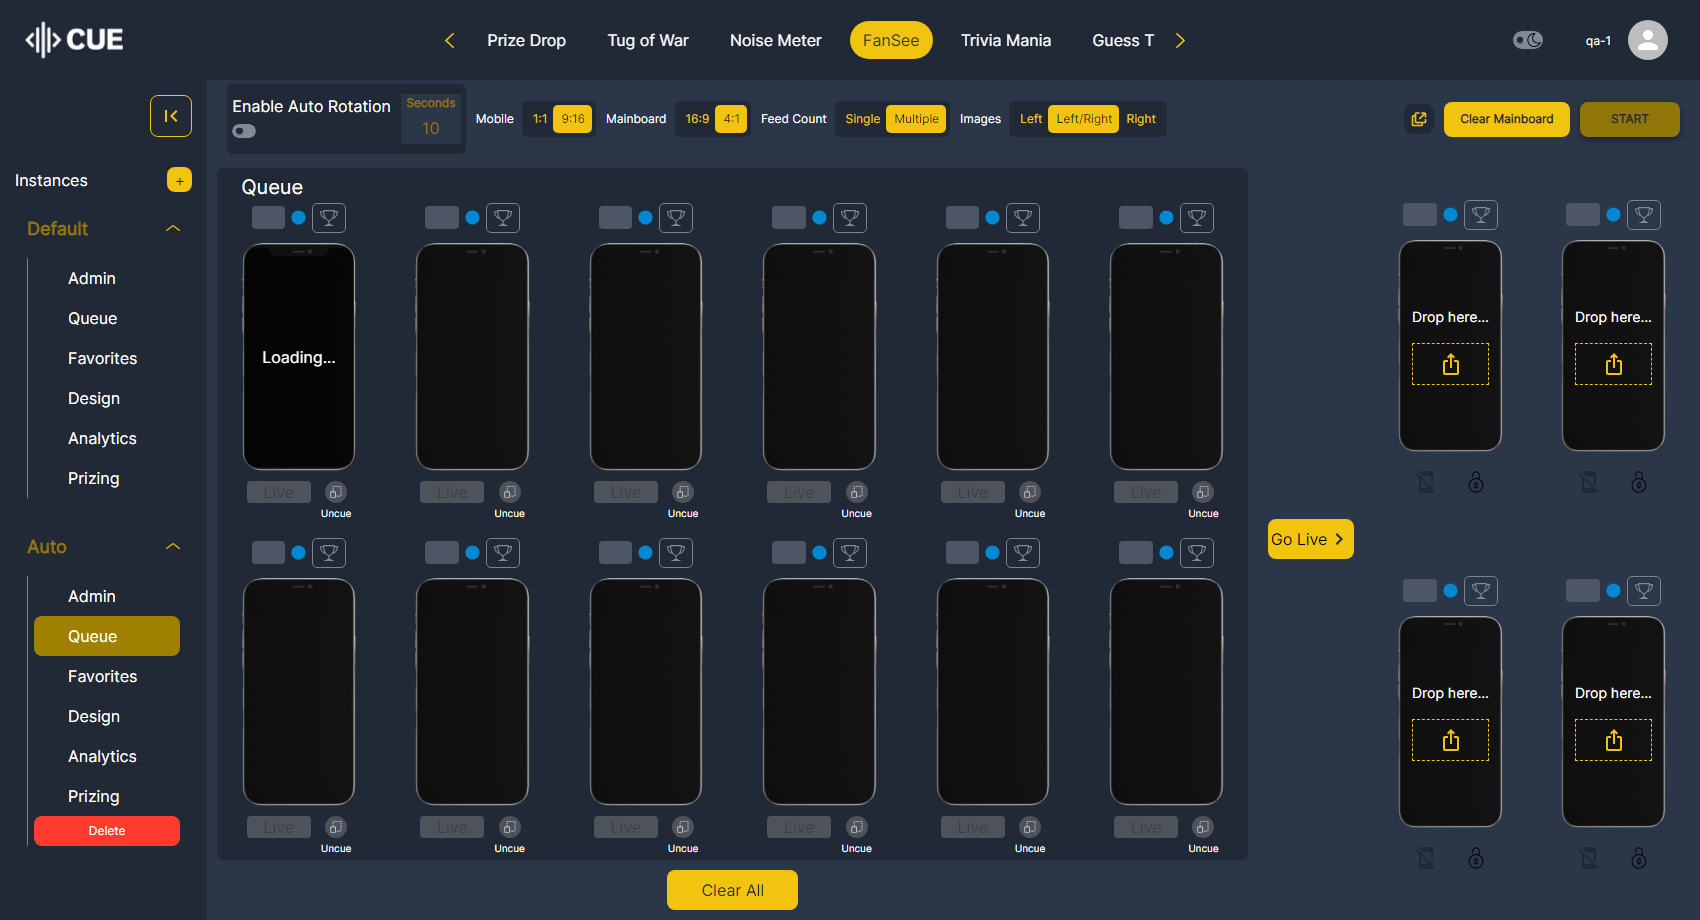 CUE
Prize Drop Tug of War Noise Meter FanSee Trivia Mania Guess T
qa-1
Enable Auto Rotation Seconds 10
Mobile 1:1 9:16 Mainboard 16:9 4:1 Feed Count Single Multiple Images Left Left/Right Right
Clear Mainboard START
Instances +
Default
Admin
Queue
Favorites
Design
Analytics
Prizing
Auto
Admin
Queue
Favorites
Design
Analytics
Prizing
Delete
Queue
Loading...
Live Live Live Live Live Live
Uncue Uncue Uncue Uncue Uncue Uncue
Live Live Live Live Live Live
Uncue Uncue Uncue Uncue Uncue Uncue
Clear All
Go Live
Drop here... Drop here...
Drop here... Drop here...